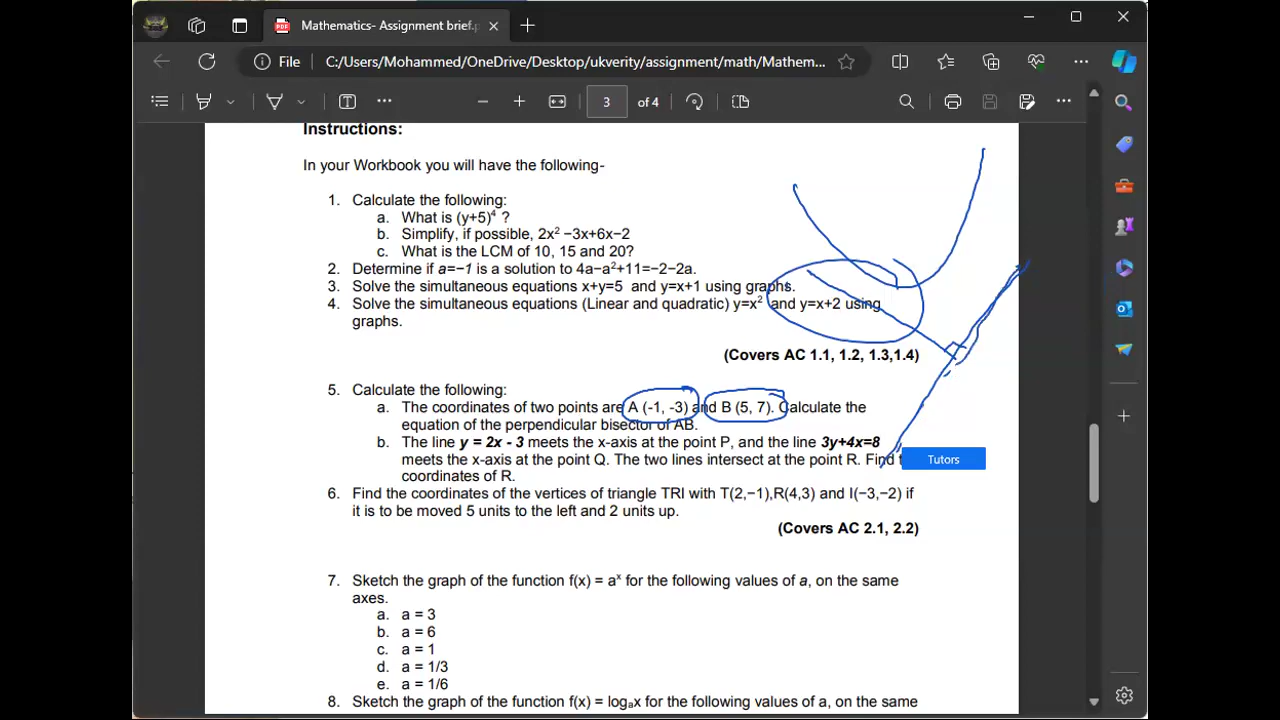 Mathematics- Assignment brief.p
File C:/Users/Mohammed/OneDrive/Desktop/ukverity/assignment/math/Mathem...
3 of 4
Instructions:
In your Workbook you will have the following-
1. Calculate the following:
a. What is (y+5)⁴ ?
b. Simplify, if possible, 2x² −3x+6x−2
c. What is the LCM of 10, 15 and 20?
2. Determine if a=−1 is a solution to 4a−a²+11=−2−2a.
3. Solve the simultaneous equations x+y=5 and y=x+1 using graphs.
4. Solve the simultaneous equations (Linear and quadratic) y=x² and y=x+2 using
graphs.
(Covers AC 1.1, 1.2, 1.3,1.4)
5. Calculate the following:
a. The coordinates of two points are A (-1, -3) and B (5, 7). Calculate the
equation of the perpendicular bisector of AB.
b. The line y = 2x - 3 meets the x-axis at the point P, and the line 3y+4x=8
meets the x-axis at the point Q. The two lines intersect at the point R. Find t
Tutors
coordinates of R.
6. Find the coordinates of the vertices of triangle TRI with T(2,−1),R(4,3) and I(−3,−2) if
it is to be moved 5 units to the left and 2 units up.
(Covers AC 2.1, 2.2)
7. Sketch the graph of the function f(x) = aˣ for the following values of a, on the same
axes.
a. a = 3
b. a = 6
c. a = 1
d. a = 1/3
e. a = 1/6
8. Sketch the graph of the function f(x) = logₐx for the following values of a, on the same